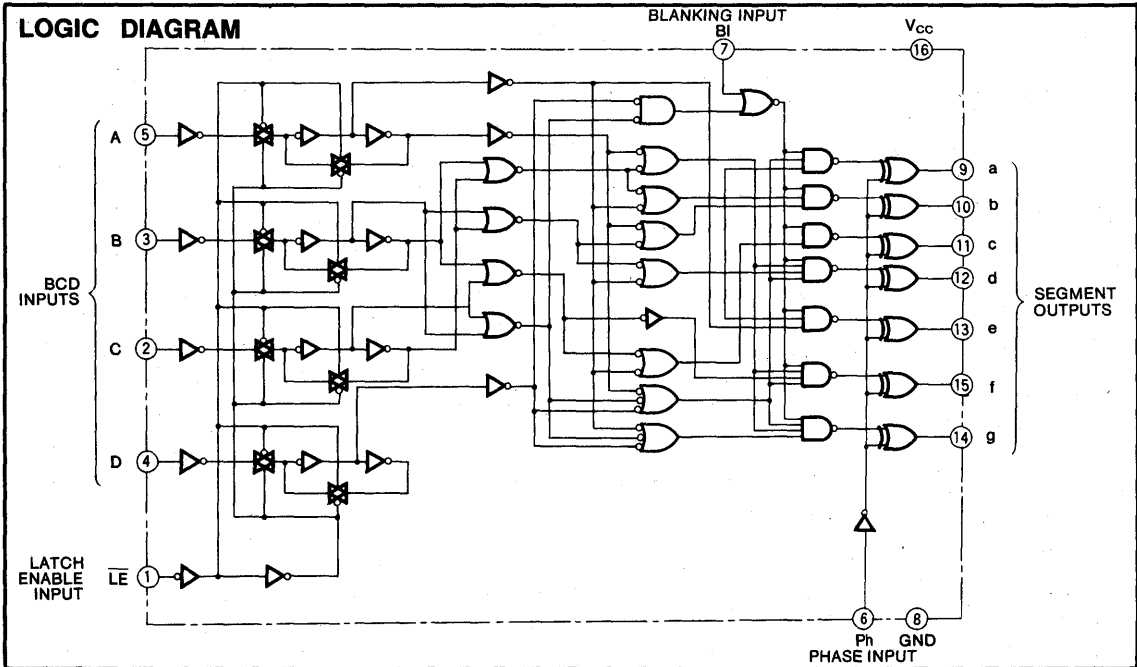 LOGIC DIAGRAM
BLANKING INPUT
BI
7
VCC
16
A 5
B 3
BCD
INPUTS
C 2
D 4
LATCH
ENABLE
INPUT
L̅E̅ 1
9 a
10 b
11 c
12 d
13 e
15 f
14 g
SEGMENT
OUTPUTS
6 8
Ph GND
PHASE INPUT